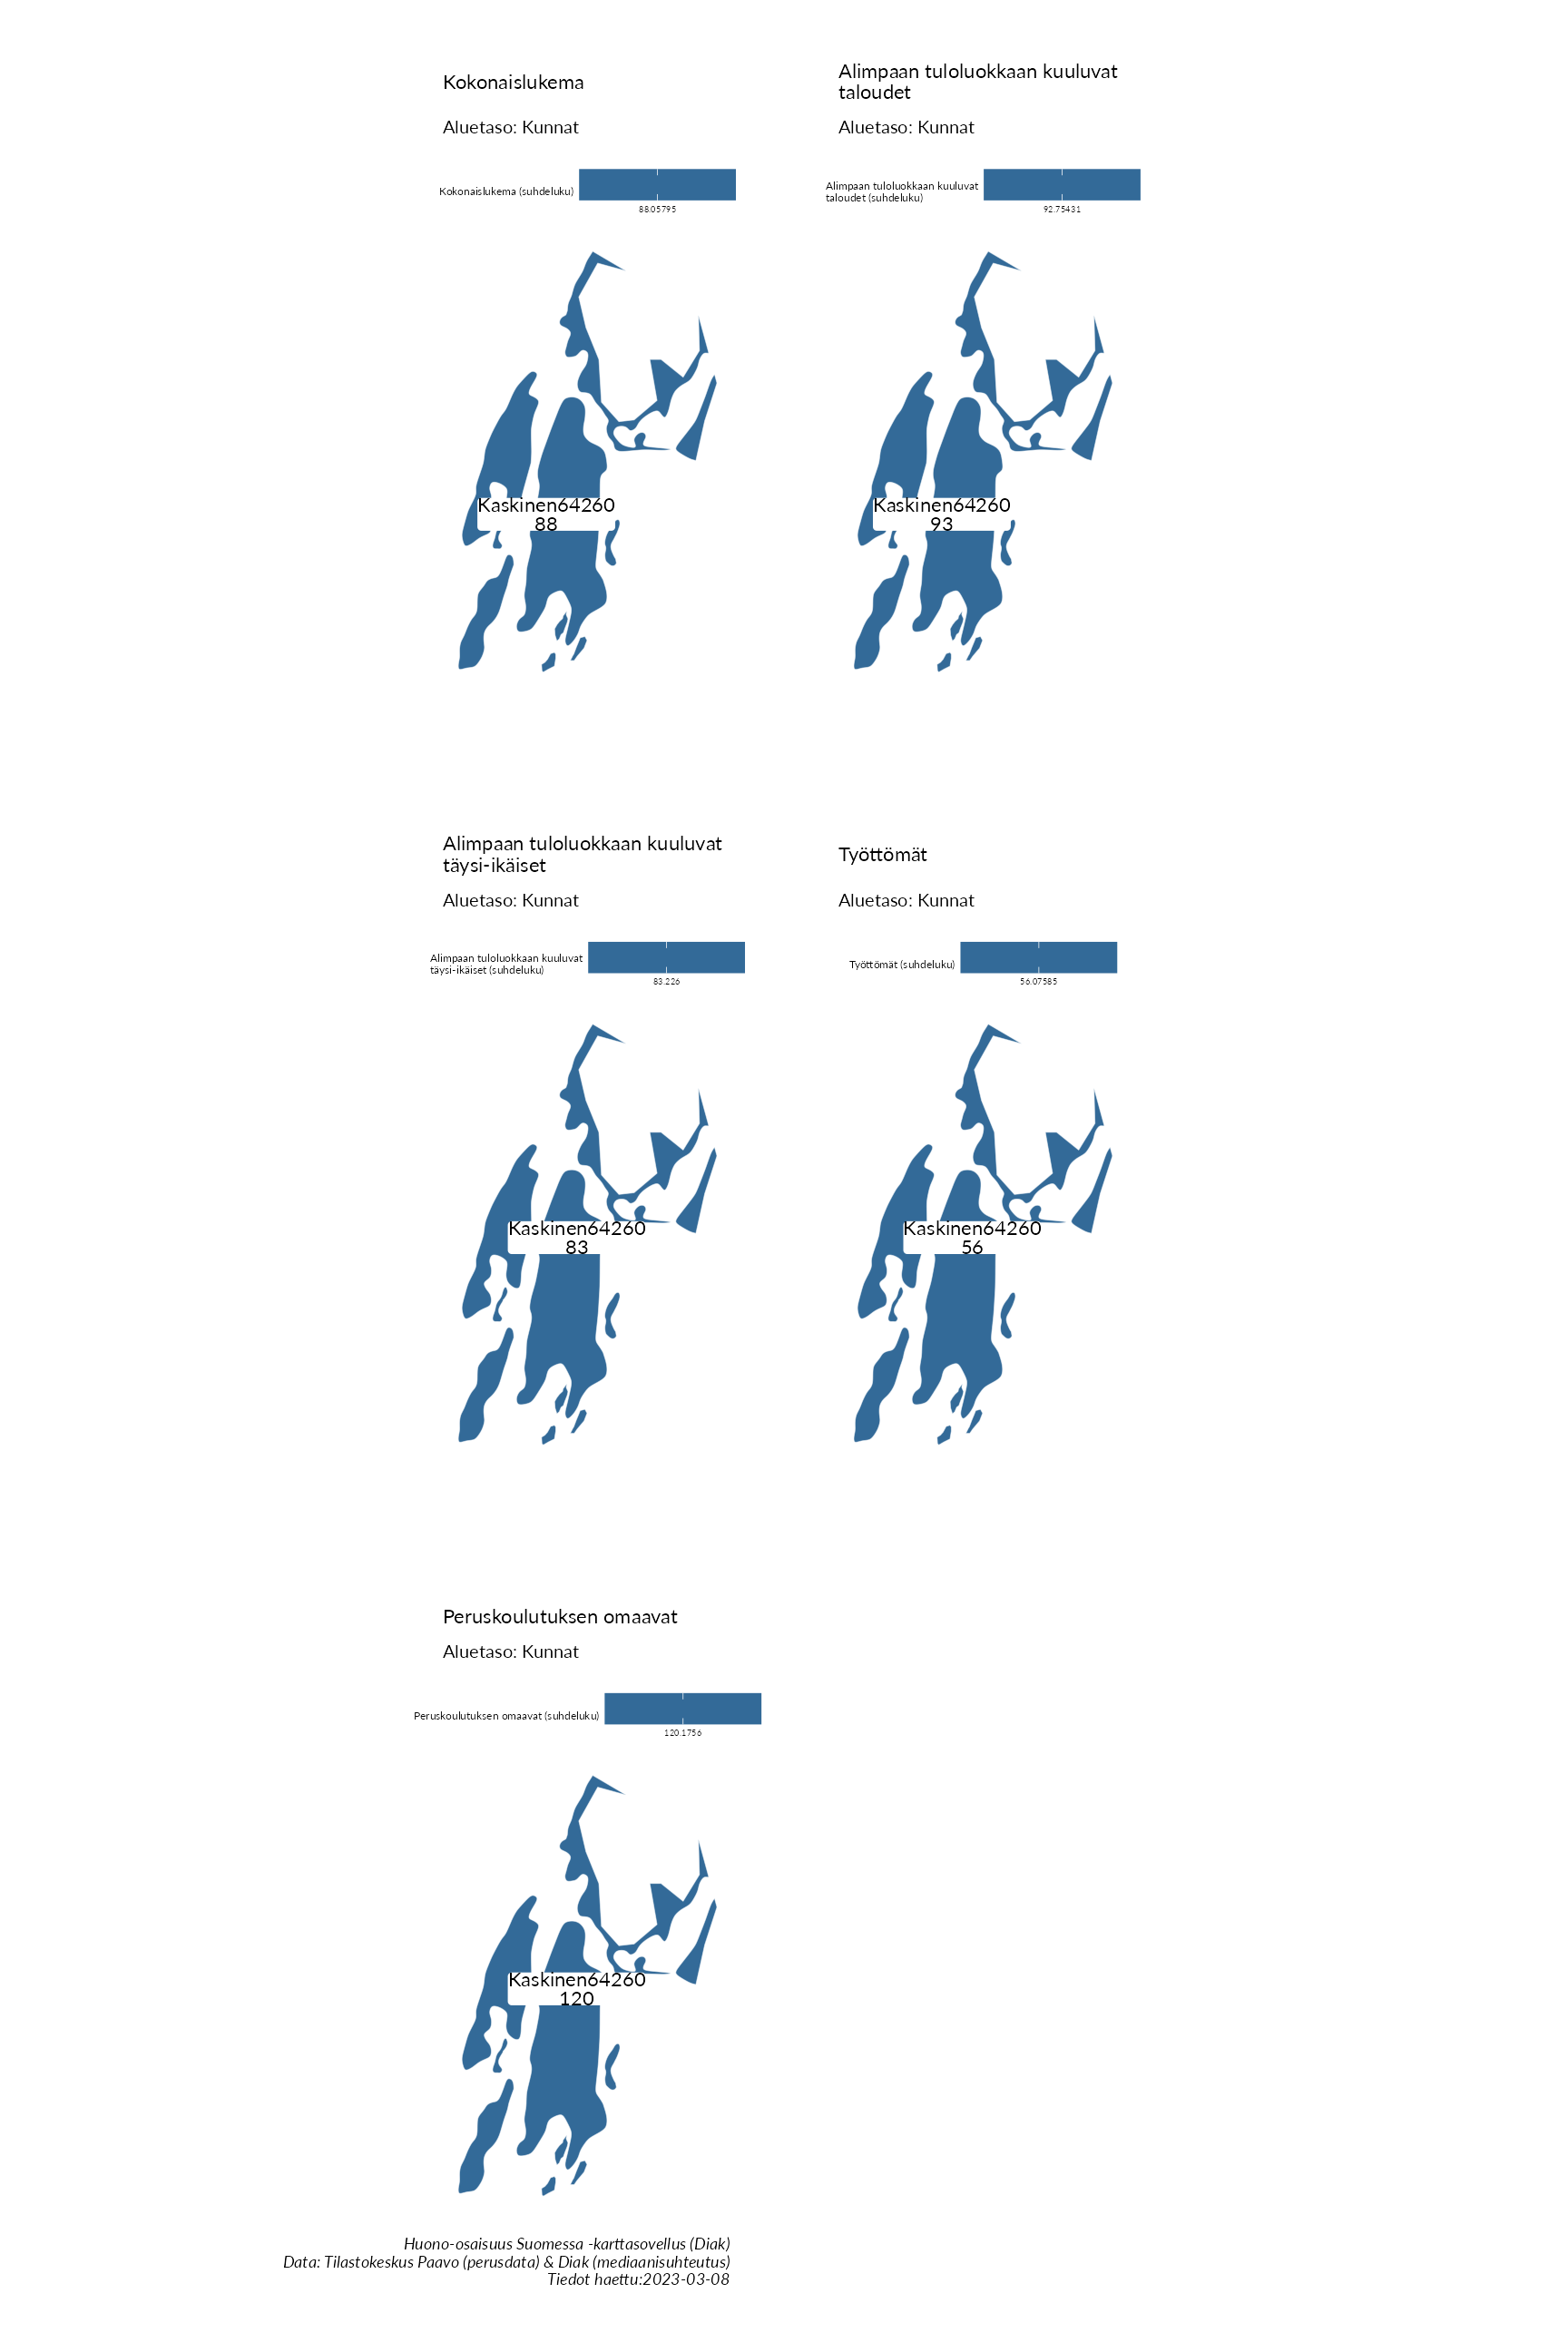 Kokonaislukema
Aluetaso: Kunnat
Kokonaislukema (suhdeluku)
88.05795
Kaskinen64260
88
Alimpaan tuloluokkaan kuuluvat
taloudet
Aluetaso: Kunnat
Alimpaan tuloluokkaan kuuluvat
taloudet (suhdeluku)
92.75431
Kaskinen64260
93
Alimpaan tuloluokkaan kuuluvat
täysi-ikäiset
Aluetaso: Kunnat
Alimpaan tuloluokkaan kuuluvat
täysi-ikäiset (suhdeluku)
83.226
Kaskinen64260
83
Työttömät
Aluetaso: Kunnat
Työttömät (suhdeluku)
56.07585
Kaskinen64260
56
Peruskoulutuksen omaavat
Aluetaso: Kunnat
Peruskoulutuksen omaavat (suhdeluku)
120.1756
Kaskinen64260
120
Huono-osaisuus Suomessa -karttasovellus (Diak)
Data: Tilastokeskus Paavo (perusdata) & Diak (mediaanisuhteutus)
Tiedot haettu:2023-03-08